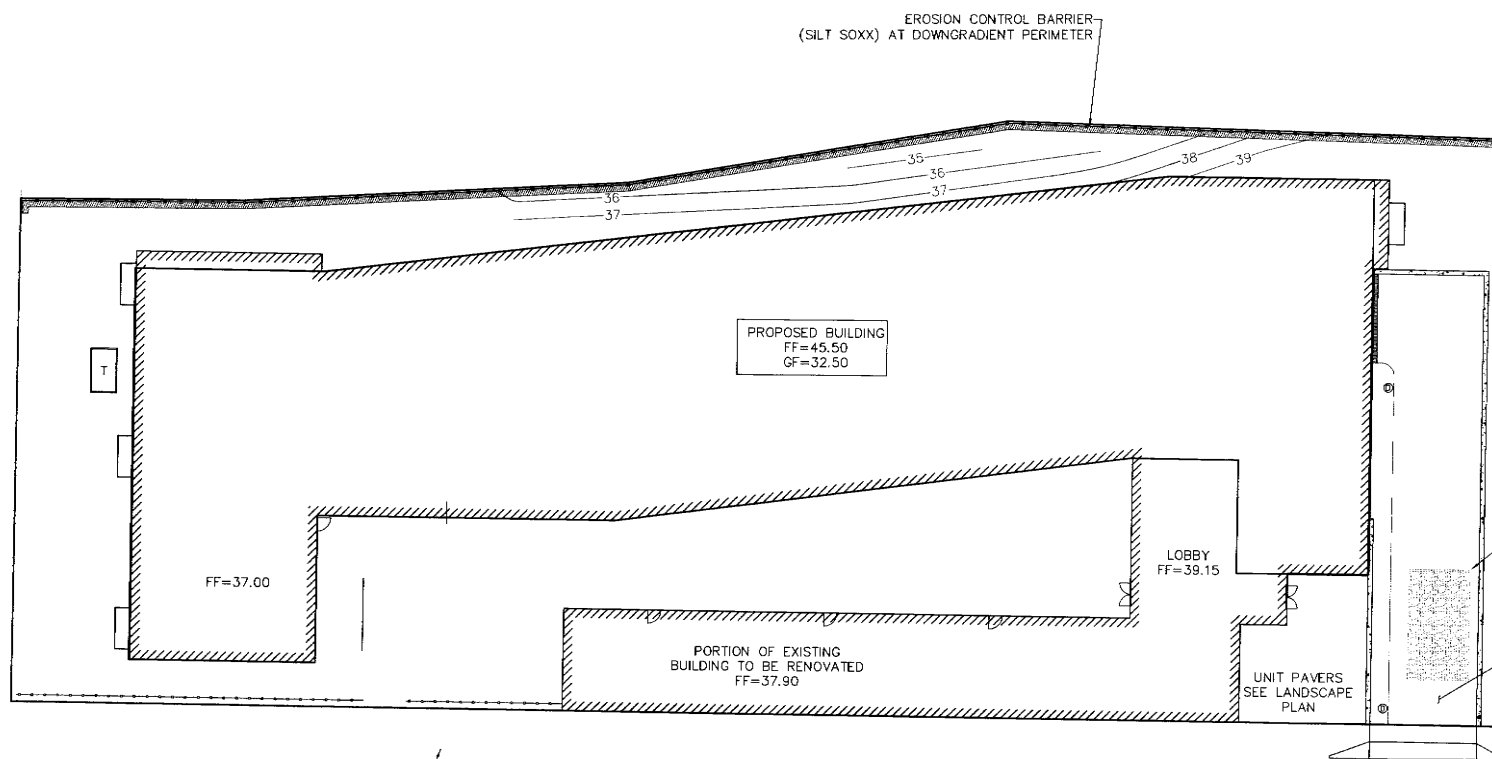 EROSION CONTROL BARRIER
(SILT SOXX) AT DOWNGRADIENT PERIMETER
35
36
37
38
39
36
37
PROPOSED BUILDING
FF=45.50
GF=32.50
T
FF=37.00
LOBBY
FF=39.15
PORTION OF EXISTING
BUILDING TO BE RENOVATED
FF=37.90
UNIT PAVERS
SEE LANDSCAPE
PLAN